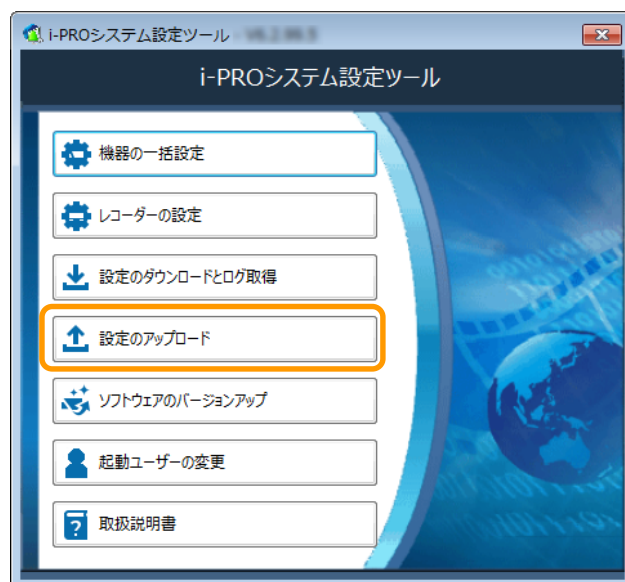 i-PROシステム設定ツール
i-PROシステム設定ツール
機器の一括設定
レコーダーの設定
設定のダウンロードとログ取得
設定のアップロード
ソフトウェアのバージョンアップ
起動ユーザーの変更
取扱説明書